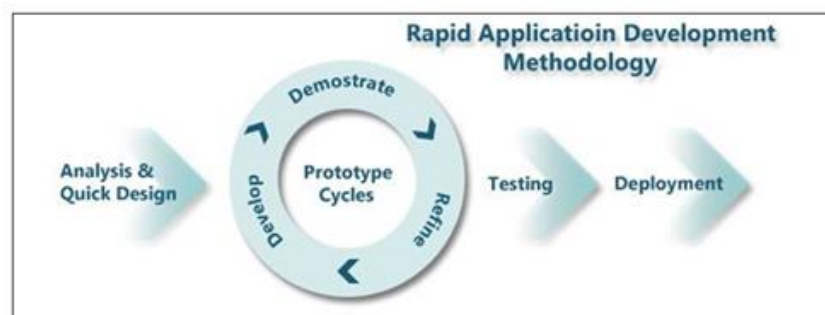 Rapid Applicatioin Development
Methodology
Analysis &
Quick Design
Demostrate
Develop
Refine
Prototype
Cycles
Testing
Deployment